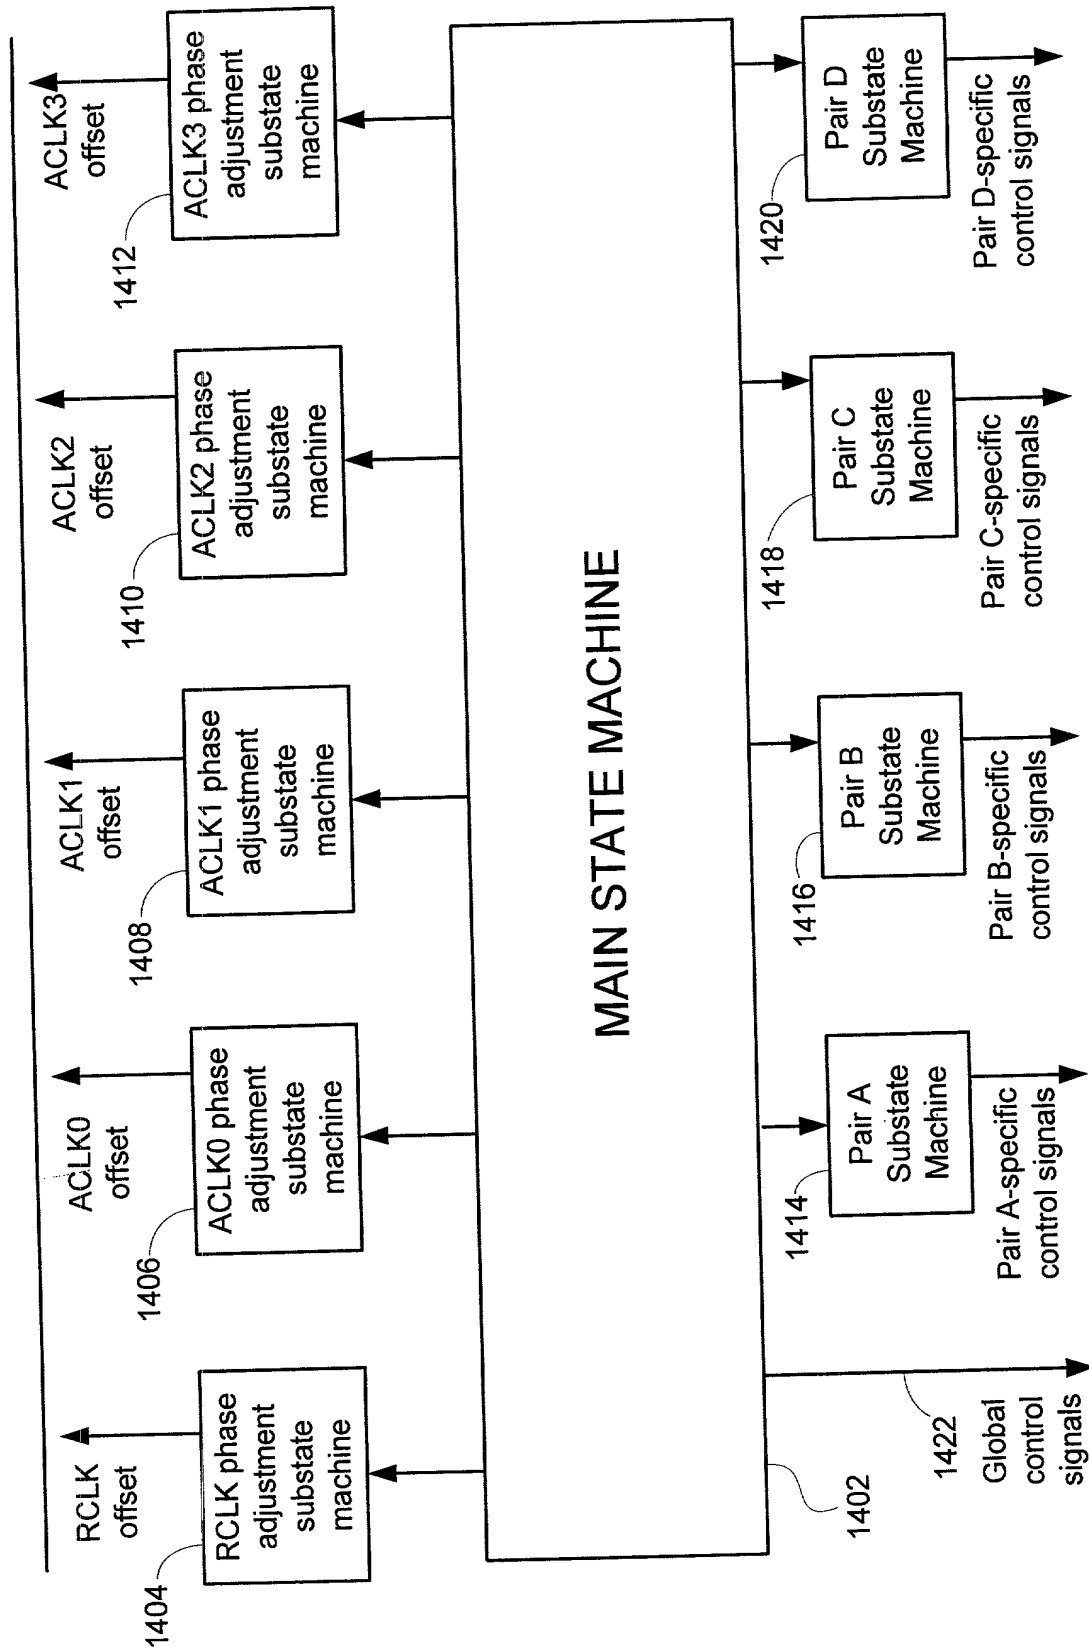 RCLK
offset
ACLK0
offset
ACLK1
offset
ACLK2
offset
ACLK3
offset
1404
RCLK phase
adjustment
substate
machine
1406
ACLK0 phase
adjustment
substate
machine
1408
ACLK1 phase
adjustment
substate
machine
1410
ACLK2 phase
adjustment
substate
machine
1412
ACLK3 phase
adjustment
substate
machine
MAIN STATE MACHINE
1402
1422
Global
control
signals
1414
Pair A
Substate
Machine
Pair A-specific
control signals
1416
Pair B
Substate
Machine
Pair B-specific
control signals
1418
Pair C
Substate
Machine
Pair C-specific
control signals
1420
Pair D
Substate
Machine
Pair D-specific
control signals